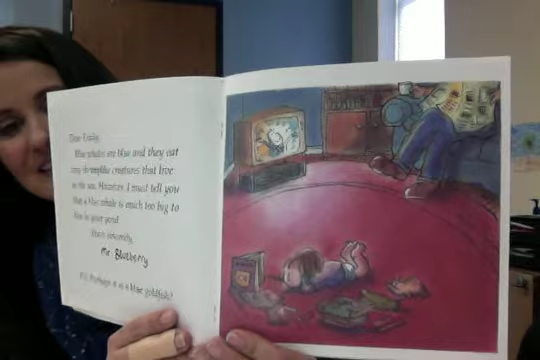 Dear Emily,
Blue whales are blue and they eat
tiny shrimplike creatures that live
in the sea. However I must tell you
that a blue whale is much too big to
live in your pond.
Yours sincerely,
Mr. Blueberry
P.S. Perhaps it is a blue goldfish?